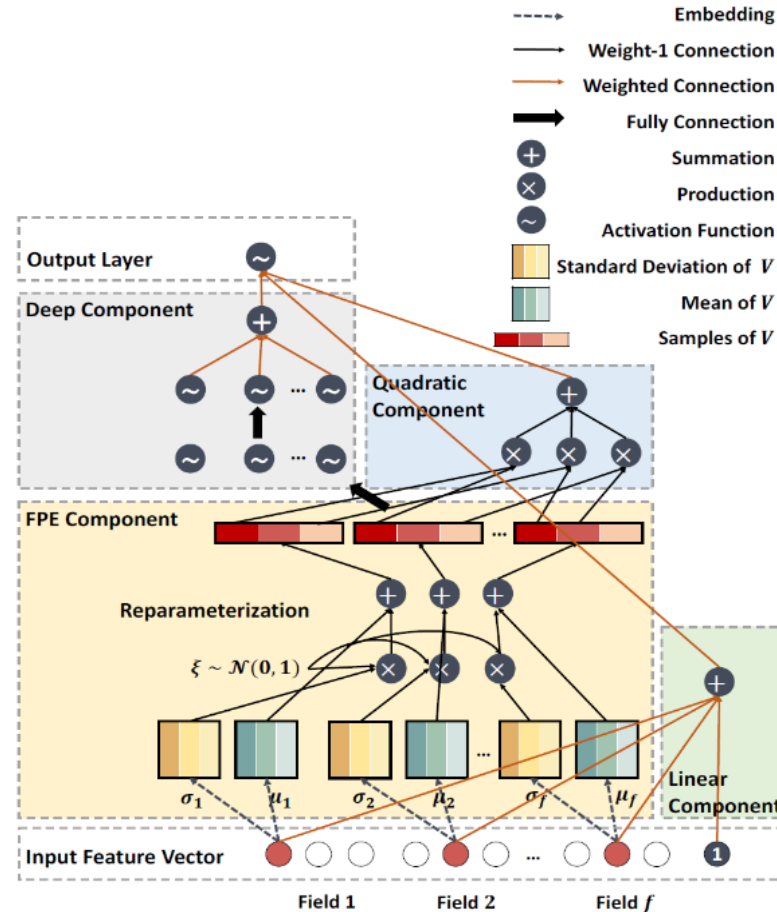 Embedding
Weight-1 Connection
Weighted Connection
Fully Connection
+
Summation
×
Production
~
Activation Function
Standard Deviation of V
Mean of V
Samples of V
Output Layer
~
Deep Component
+
~ ~ ... ~
~ ~ ... ~
Quadratic
Component
+
× × ×
FPE Component
...
+ + +
Reparameterization
ξ ~ N(0, 1)
× × ×
...
σ₁ μ₁ σ₂ μ₂ σ_f μ_f
+
Linear
Component
Input Feature Vector
... 1
Field 1 Field 2 Field f